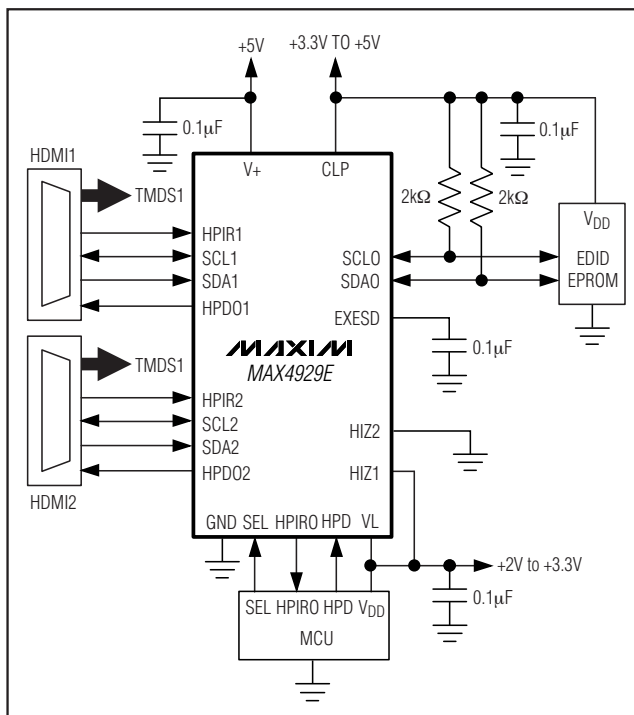 +5V
+3.3V TO +5V
0.1µF
0.1µF
HDMI1
V+
CLP
TMDS1
2kΩ
2kΩ
VDD
EDID
EPROM
HPIR1
SCL1
SDA1
HPDO1
SCL0
SDA0
EXESD
0.1µF
MAXIM
MAX4929E
TMDS1
HPIR2
SCL2
SDA2
HPDO2
HDMI2
HIZ2
HIZ1
GND SEL HPIRO HPD VL
+2V to +3.3V
0.1µF
SEL HPIRO HPD VDD
MCU